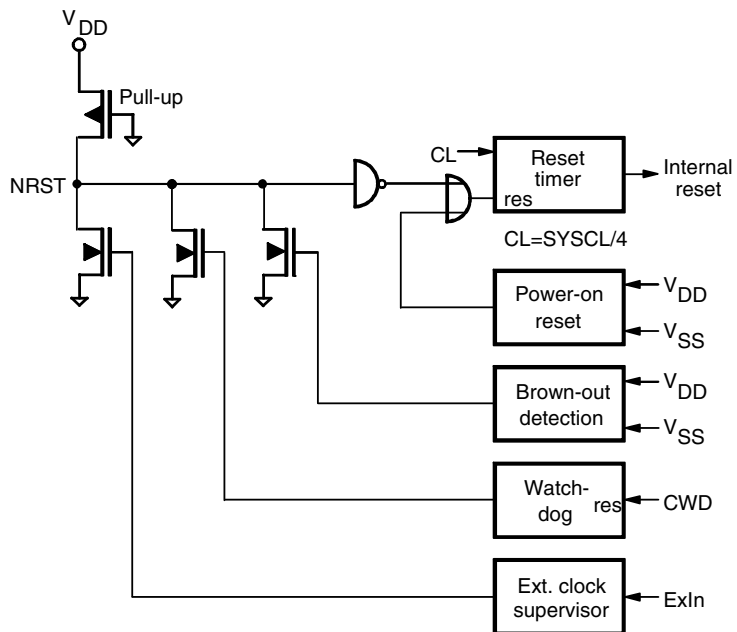 VDD
Pull-up
NRST
CL
Reset
timer
res
Internal
reset
CL=SYSCL/4
Power-on
reset
VDD
VSS
Brown-out
detection
VDD
VSS
Watch-
dog
res
CWD
Ext. clock
supervisor
ExIn